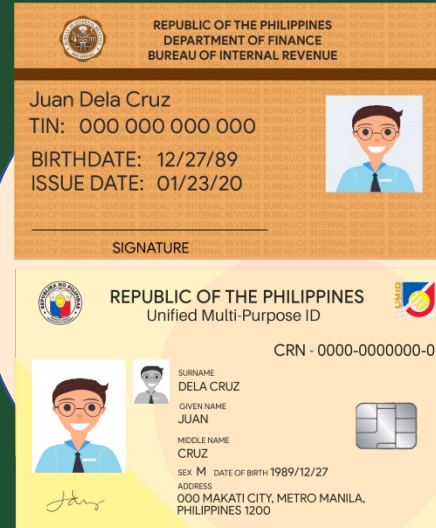 REPUBLIC OF THE PHILIPPINES
DEPARTMENT OF FINANCE
BUREAU OF INTERNAL REVENUE
Juan Dela Cruz
TIN: 000 000 000 000
BIRTHDATE: 12/27/89
ISSUE DATE: 01/23/20
SIGNATURE
REPUBLIC OF THE PHILIPPINES
Unified Multi-Purpose ID
UMID
CRN - 0000-0000000-0
SURNAME
DELA CRUZ
GIVEN NAME
JUAN
MIDDLE NAME
CRUZ
SEX M DATE OF BIRTH 1989/12/27
ADDRESS
000 MAKATI CITY, METRO MANILA,
PHILIPPINES 1200